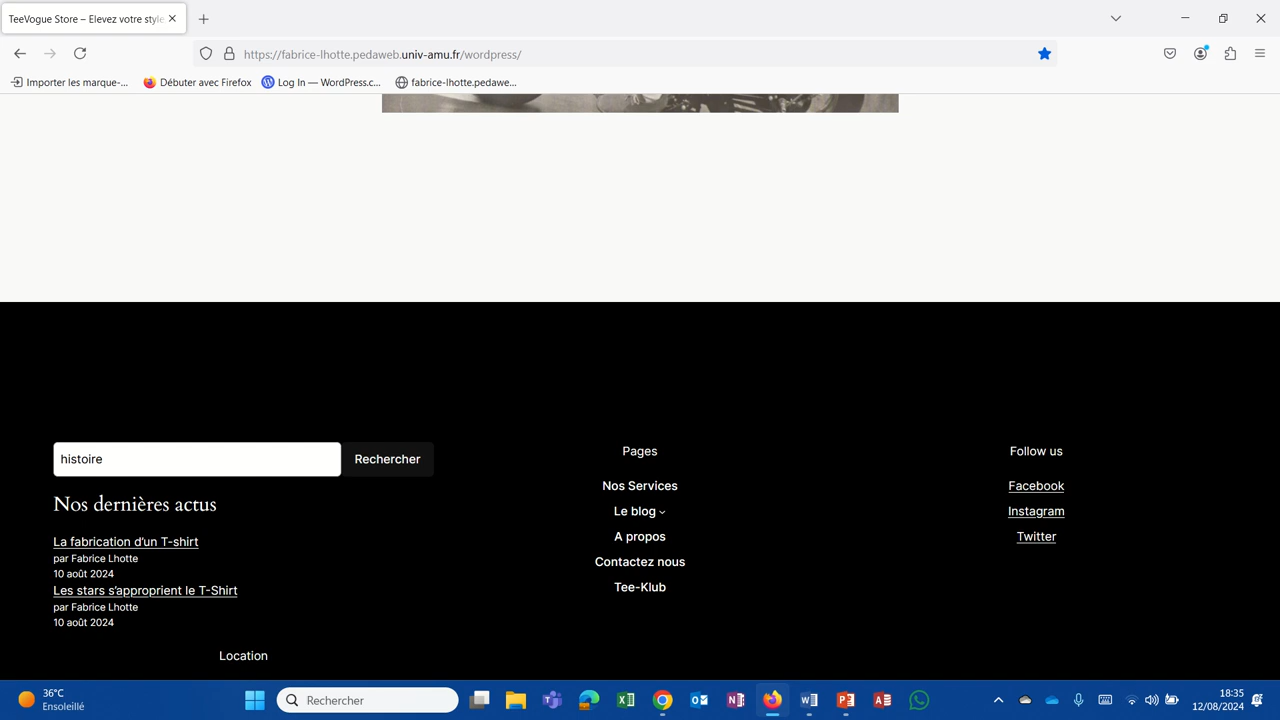 TeeVogue Store – Elevez votre style
https://fabrice-lhotte.pedaweb.univ-amu.fr/wordpress/
Importer les marque-...
Débuter avec Firefox
Log In — WordPress.c...
fabrice-lhotte.pedawe...
histoire
Rechercher
Nos dernières actus
La fabrication d’un T-shirt
par Fabrice Lhotte
10 août 2024
Les stars s’approprient le T-Shirt
par Fabrice Lhotte
10 août 2024
Location
Pages
Nos Services
Le blog
A propos
Contactez nous
Tee-Klub
Follow us
Facebook
Instagram
Twitter
36°C
Ensoleillé
Rechercher
18:35
12/08/2024